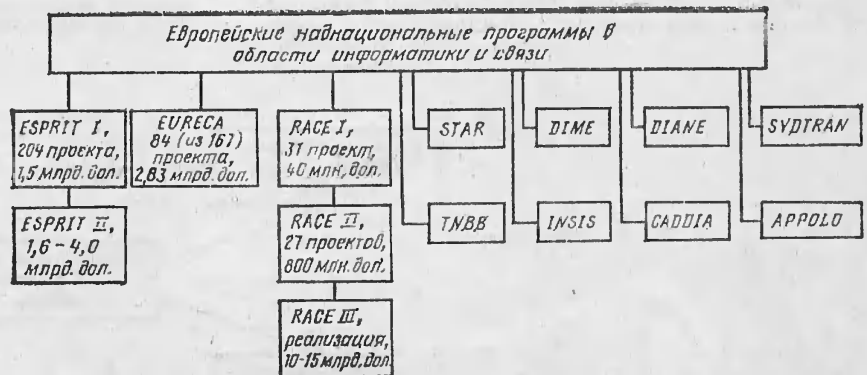 Европейские наднациональные программы в
области информатики и связи
ESPRIT I,
204 проекта,
1,5 млрд. дол.
EURECA
84 (из 167)
проекта,
2,83 млрд. дол.
RACE I,
31 проект,
40 млн. дол.
STAR
DIME
DIANE
SYDTRAN
ESPRIT II,
1,6-4,0
млрд. дол.
RACE II,
27 проектов,
800 млн. дол.
TNBB
INSIS
CADDIA
APPOLO
RACE III,
реализация,
10-15 млрд. дол.